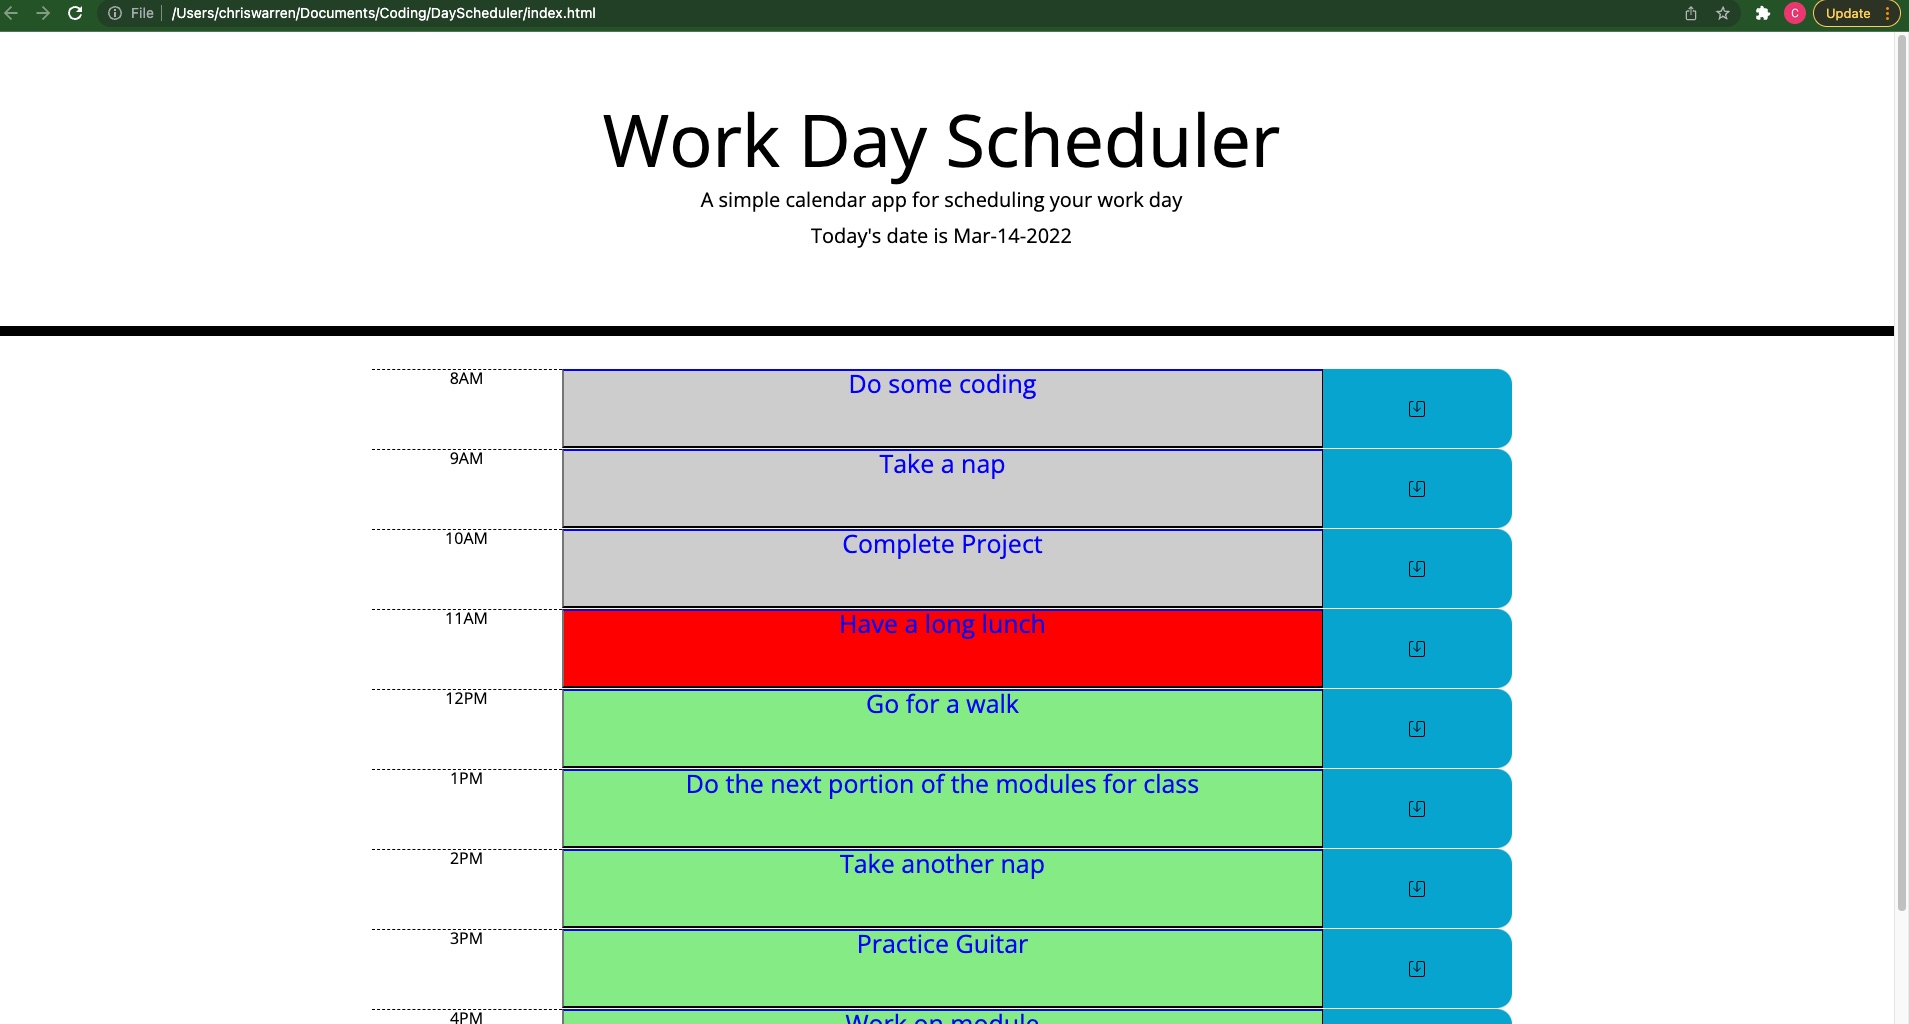 File /Users/chriswarren/Documents/Coding/DayScheduler/index.html C Update
Work Day Scheduler
A simple calendar app for scheduling your work day
Today's date is Mar-14-2022
8AM Do some coding
9AM Take a nap
10AM Complete Project
11AM Have a long lunch
12PM Go for a walk
1PM Do the next portion of the modules for class
2PM Take another nap
3PM Practice Guitar
4PM Work on module